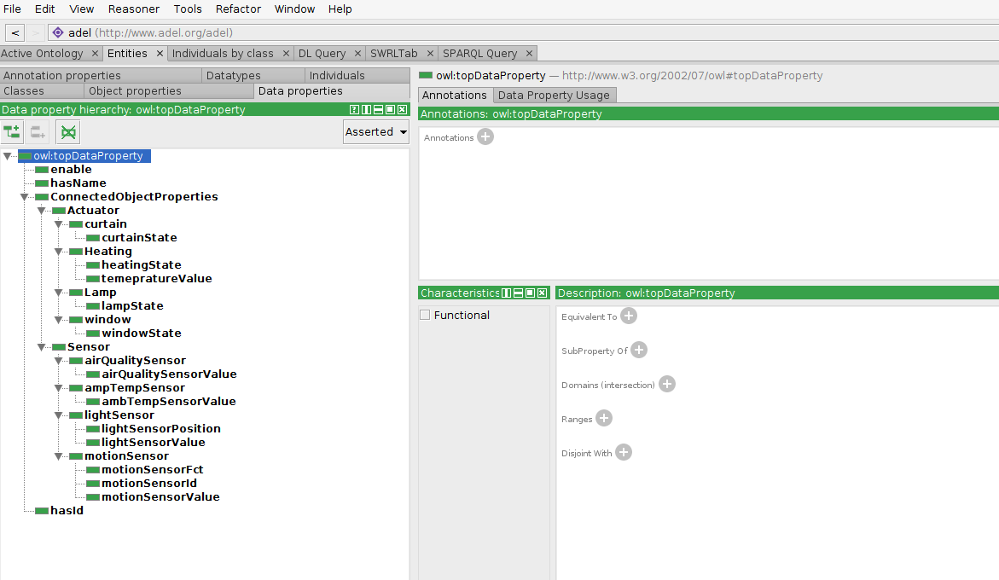 File Edit View Reasoner Tools Refactor Window Help
< > adel (http://www.adel.org/adel)
Active Ontology × Entities × Individuals by class × DL Query × SWRLTab × SPARQL Query ×
Annotation properties Datatypes Individuals
Classes Object properties Data properties
Data property hierarchy: owl:topDataProperty
Asserted
owl:topDataProperty
enable
hasName
ConnectedObjectProperties
Actuator
curtain
curtainState
Heating
heatingState
temepratureValue
Lamp
lampState
window
windowState
Sensor
airQualitySensor
airQualitySensorValue
ampTempSensor
ambTempSensorValue
lightSensor
lightSensorPosition
lightSensorValue
motionSensor
motionSensorFct
motionSensorId
motionSensorValue
hasId
owl:topDataProperty — http://www.w3.org/2002/07/owl#topDataProperty
Annotations Data Property Usage
Annotations: owl:topDataProperty
Annotations
Characteristics
Functional
Description: owl:topDataProperty
Equivalent To
SubProperty Of
Domains (intersection)
Ranges
Disjoint With